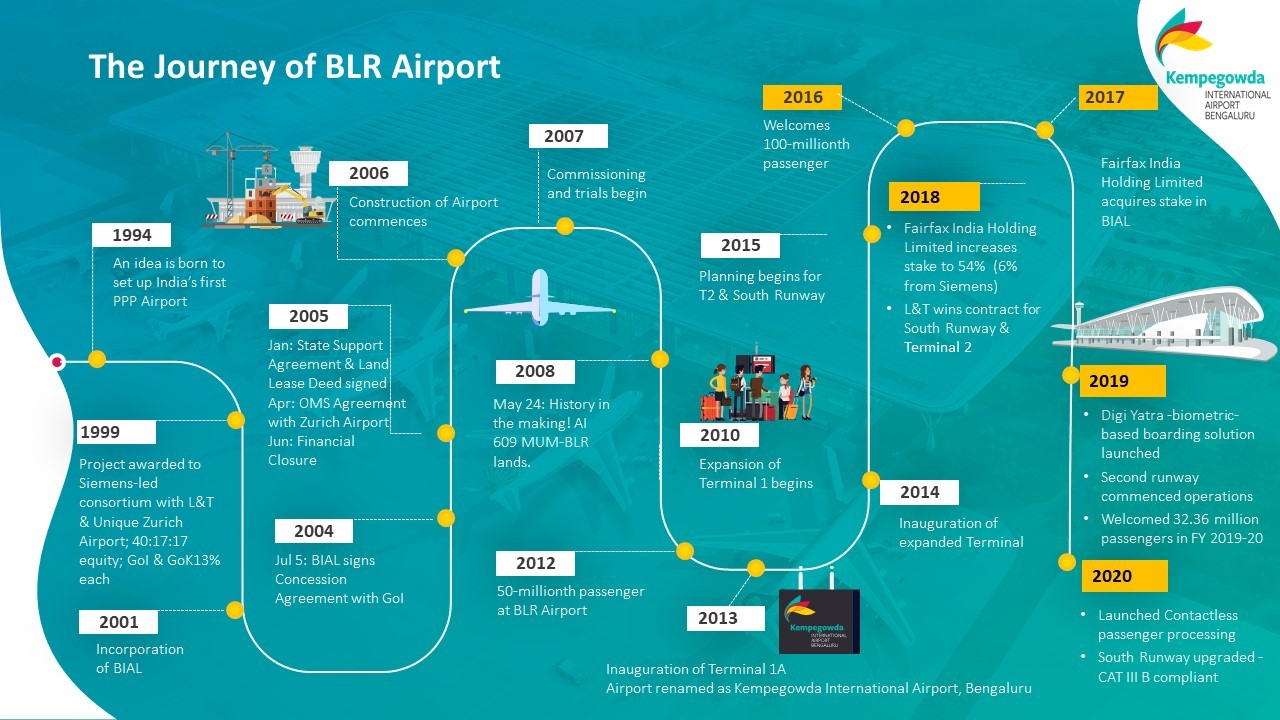 The Journey of BLR Airport
Kempegowda
INTERNATIONAL
AIRPORT
BENGALURU
1994
An idea is born to
set up India's first
PPP Airport
1999
Project awarded to
Siemens-led
consortium with L&T
& Unique Zurich
Airport; 40:17:17
equity; GoI & GoK13%
each
2001
Incorporation
of BIAL
2004
Jul 5: BIAL signs
Concession
Agreement with GoI
2005
Jan: State Support
Agreement & Land
Lease Deed signed
Apr: OMS Agreement
with Zurich Airport
Jun: Financial
Closure
2006
Construction of Airport
commences
2007
Commissioning
and trials begin
2008
May 24: History in
the making! AI
609 MUM-BLR
lands.
2010
Expansion of
Terminal 1 begins
2012
50-millionth passenger
at BLR Airport
2013
Kempegowda
INTERNATIONAL
AIRPORT
BENGALURU
Inauguration of Terminal 1A
Airport renamed as Kempegowda International Airport, Bengaluru
2014
Inauguration of
expanded Terminal
2015
Planning begins for
T2 & South Runway
2016
Welcomes
100-millionth
passenger
2017
Fairfax India
Holding Limited
acquires stake in
BIAL
2018
• Fairfax India Holding
Limited increases
stake to 54% (6%
from Siemens)
• L&T wins contract for
South Runway &
Terminal 2
2019
• Digi Yatra -biometric-
based boarding solution
launched
• Second runway
commenced operations
• Welcomed 32.36 million
passengers in FY 2019-20
2020
• Launched Contactless
passenger processing
• South Runway upgraded -
CAT III B compliant